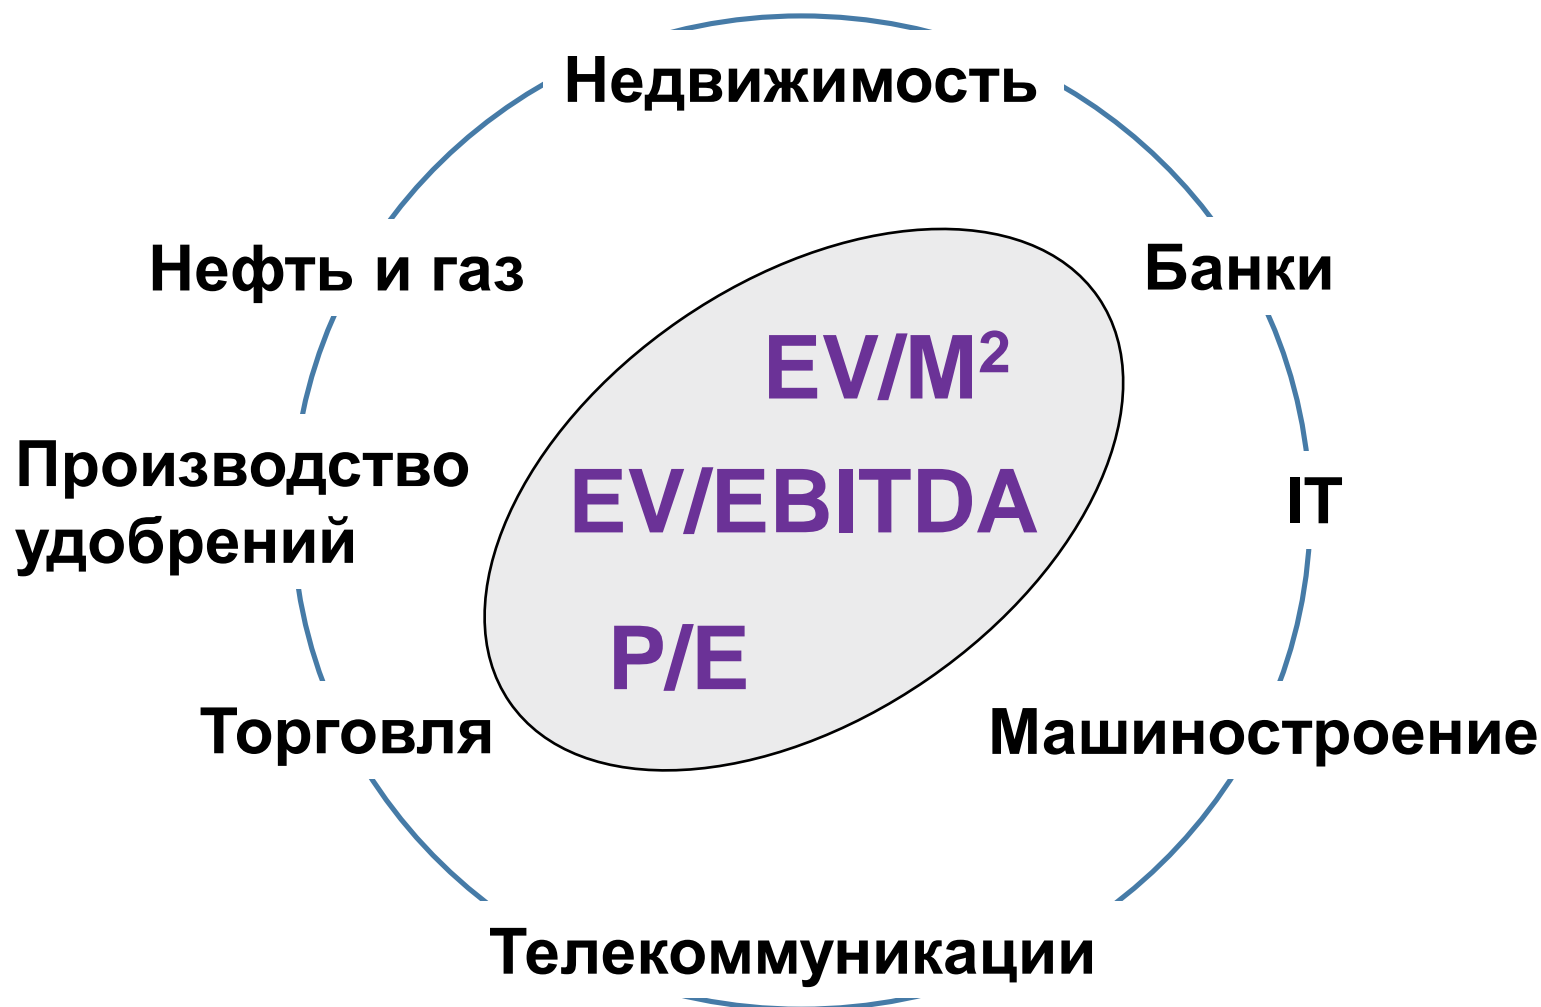 Недвижимость
Нефть и газ
Банки
EV/M²
Производство
удобрений
EV/EBITDA
IT
P/E
Торговля
Машиностроение
Телекоммуникации